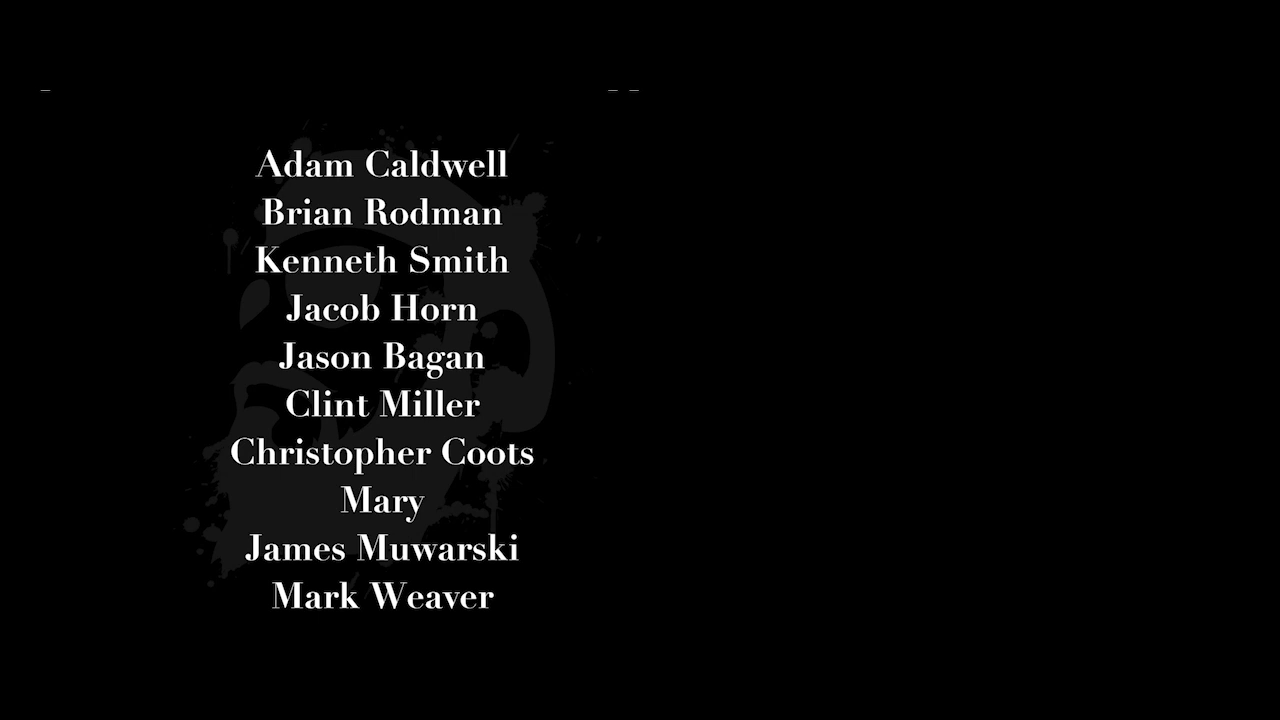 Adam Caldwell
Brian Rodman
Kenneth Smith
Jacob Horn
Jason Bagan
Clint Miller
Christopher Coots
Mary
James Muwarski
Mark Weaver